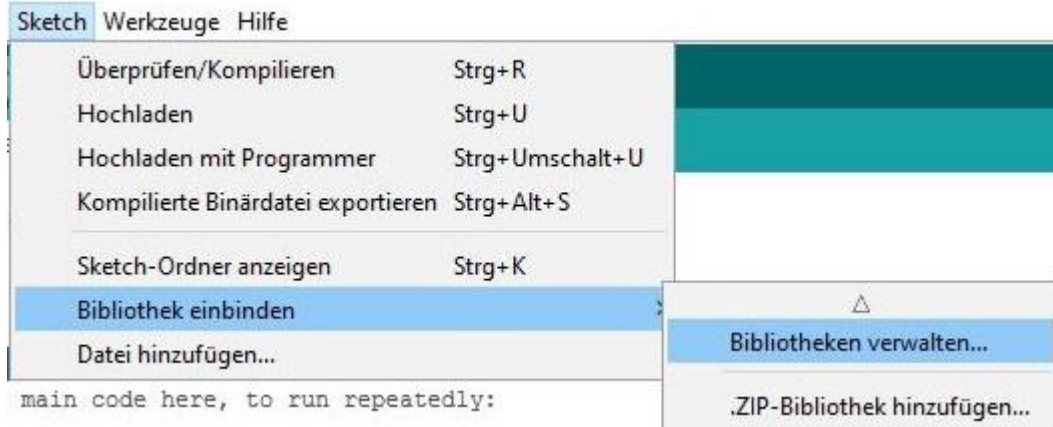 Sketch Werkzeuge Hilfe
Überprüfen/Kompilieren Strg+R
Hochladen Strg+U
Hochladen mit Programmer Strg+Umschalt+U
Kompilierte Binärdatei exportieren Strg+Alt+S
Sketch-Ordner anzeigen Strg+K
Bibliothek einbinden
Datei hinzufügen...
Bibliotheken verwalten...
.ZIP-Bibliothek hinzufügen...
main code here, to run repeatedly: